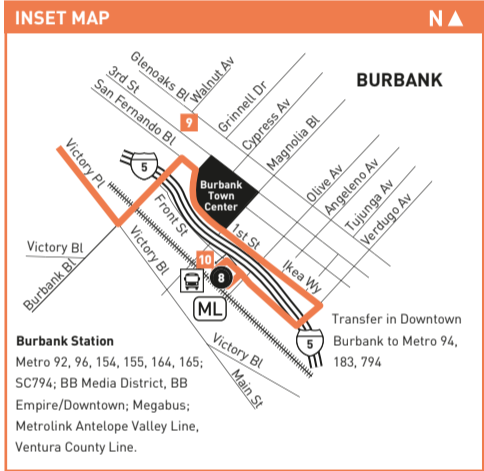 INSET MAP
N
BURBANK
Glenoaks Bl
Walnut Av
3rd St
San Fernando Bl
Grinnell Dr
Cypress Av
Magnolia Bl
9
5
Victory Pl
Burbank
Town
Center
Olive Av
Angeleno Av
Tujunga Av
Verdugo Av
Front St
1st St
Ikea Wy
Victory Bl
Burbank Bl
Victory Bl
10
8
ML
5
Transfer in Downtown
Burbank to Metro 94,
183, 794
Victory Bl
Main St
Burbank Station
Metro 92, 96, 154, 155, 164, 165;
SC794; BB Media District, BB
Empire/Downtown; Megabus;
Metrolink Antelope Valley Line,
Ventura County Line.